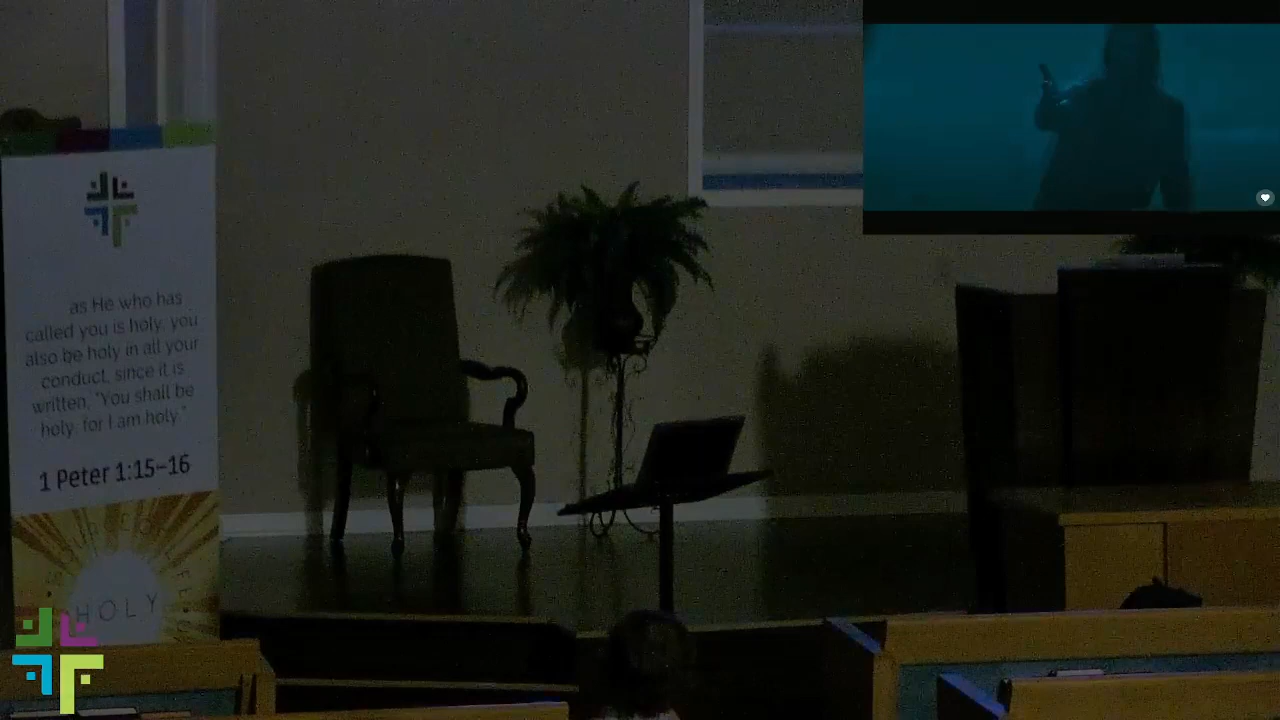 as He who has
called you is holy, you
also be holy in all your
conduct, since it is
written, "You shall be
holy, for I am holy."
1 Peter 1:15–16
HOLY